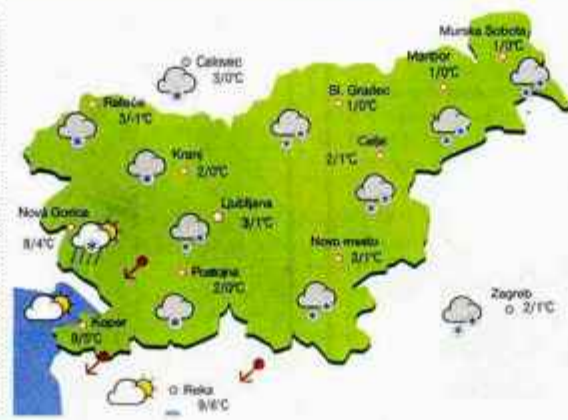 Murska Sobota
1/0°C
Maribor
1/0°C
Celovec
3/0°C
Sl. Gradec
1/0°C
Rateče
3/-1°C
Celje
2/1°C
Kranj
2/0°C
Ljubljana
3/1°C
Nova Gorica
8/4°C
Novo mesto
3/1°C
Postojna
2/0°C
Zagreb
2/1°C
Koper
9/5°C
Reka
9/6°C